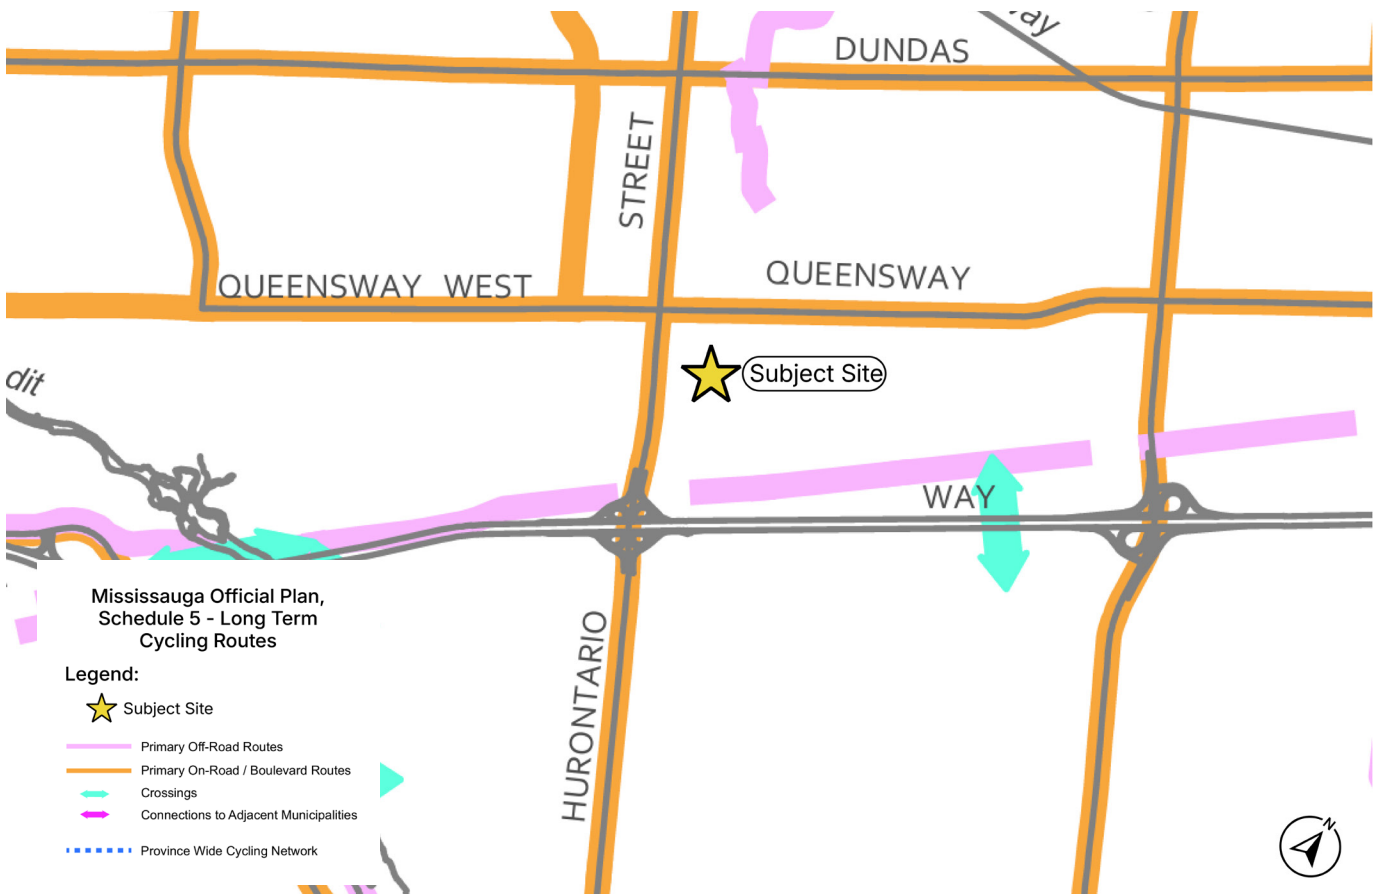 way
DUNDAS
STREET
QUEENSWAY WEST
QUEENSWAY
Subject Site
dit
WAY
HURONTARIO
Mississauga Official Plan,
Schedule 5 - Long Term
Cycling Routes
Legend:
Subject Site
Primary Off-Road Routes
Primary On-Road / Boulevard Routes
Crossings
Connections to Adjacent Municipalities
Province Wide Cycling Network
N